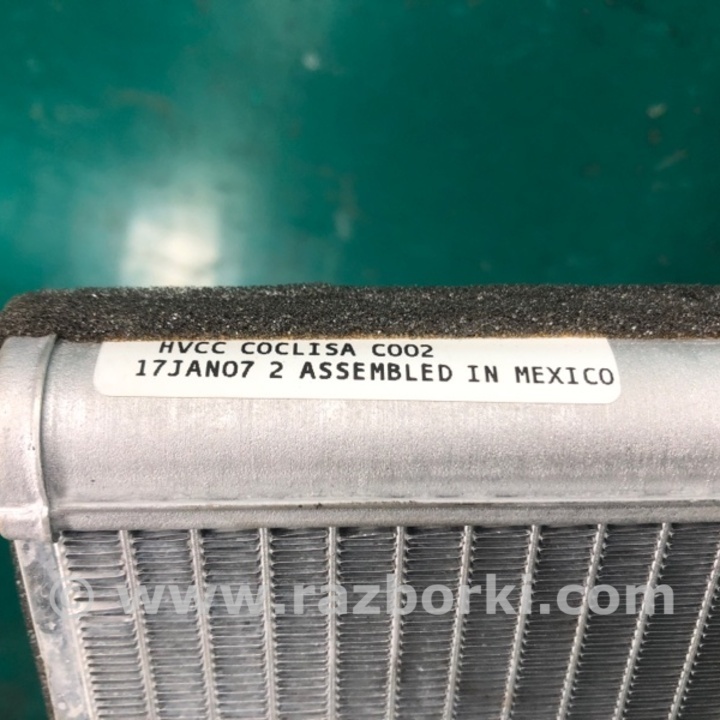 HVCC COCLISA C002
17JAN07 2 ASSEMBLED IN MEXICO
© www.razborki.com